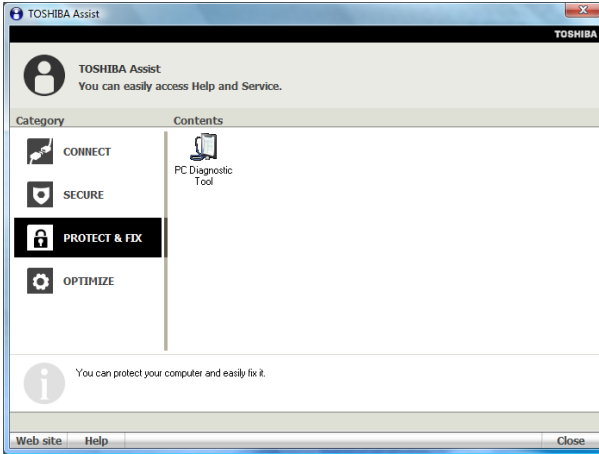 TOSHIBA Assist
TOSHIBA
TOSHIBA Assist
You can easily access Help and Service.
Category
Contents
CONNECT
SECURE
PROTECT & FIX
OPTIMIZE
PC Diagnostic
Tool
You can protect your computer and easily fix it.
Web site
Help
Close